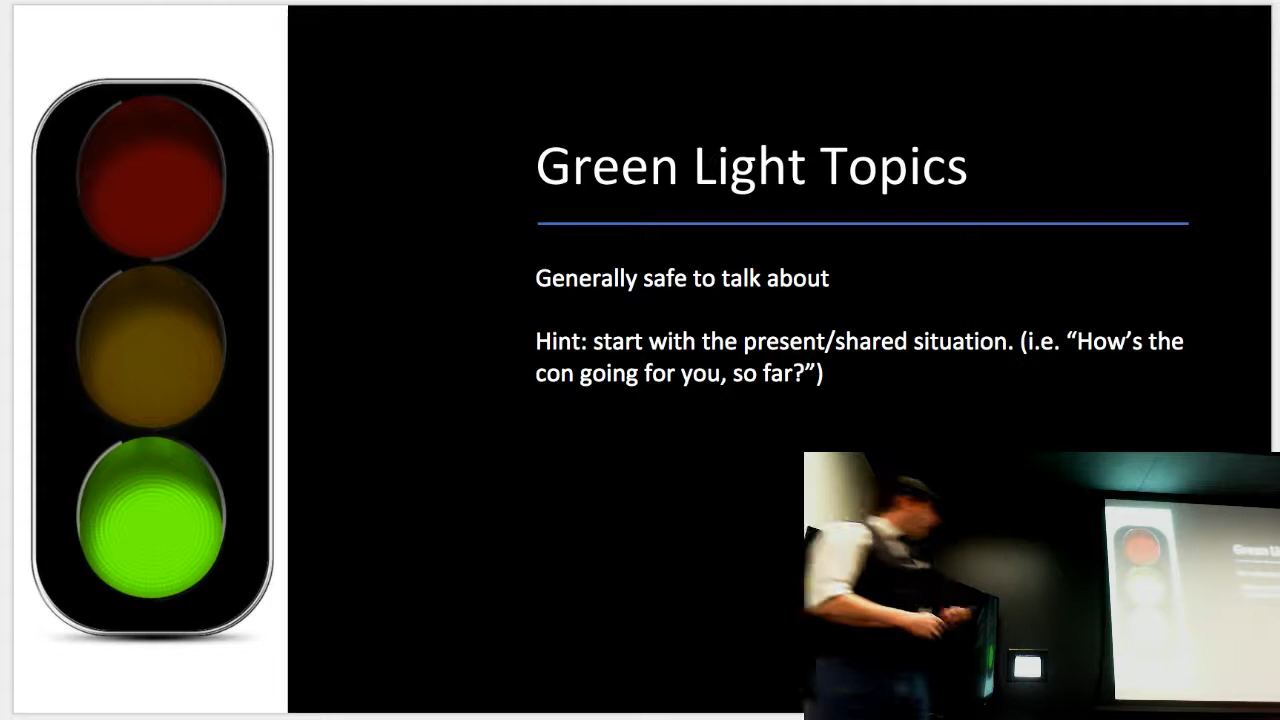 Green Light Topics
Generally safe to talk about
Hint: start with the present/shared situation. (i.e. “How’s the
con going for you, so far?”)